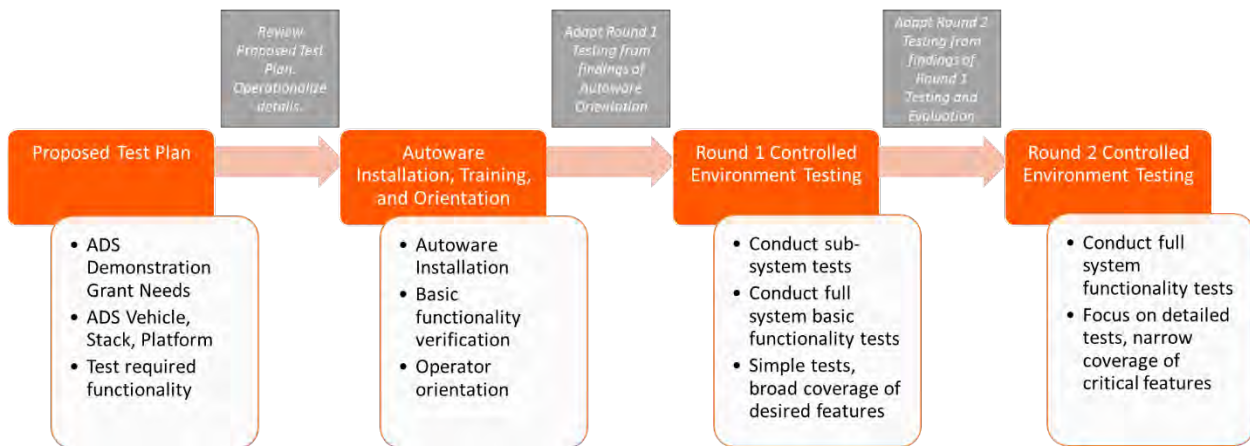 Review
Proposed Test
Plan.
Operationalize
details.
Adapt Round 1
Testing from
findings of
Autoware
Orientation
Adapt Round 2
Testing from
findings of
Round 1
Testing and
Evaluation
Proposed Test Plan
Autoware
Installation, Training,
and Orientation
Round 1 Controlled
Environment Testing
Round 2 Controlled
Environment Testing
• ADS
Demonstration
Grant Needs
• ADS Vehicle,
Stack, Platform
• Test required
functionality
• Autoware
Installation
• Basic
functionality
verification
• Operator
orientation
• Conduct sub-
system tests
• Conduct full
system basic
functionality tests
• Simple tests,
broad coverage of
desired features
• Conduct full
system
functionality tests
• Focus on detailed
tests, narrow
coverage of
critical features